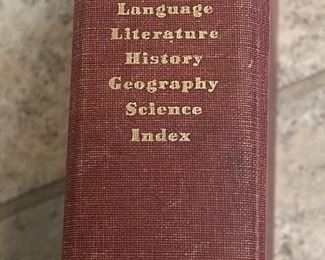 Language
Literature
History
Geography
Science
Index